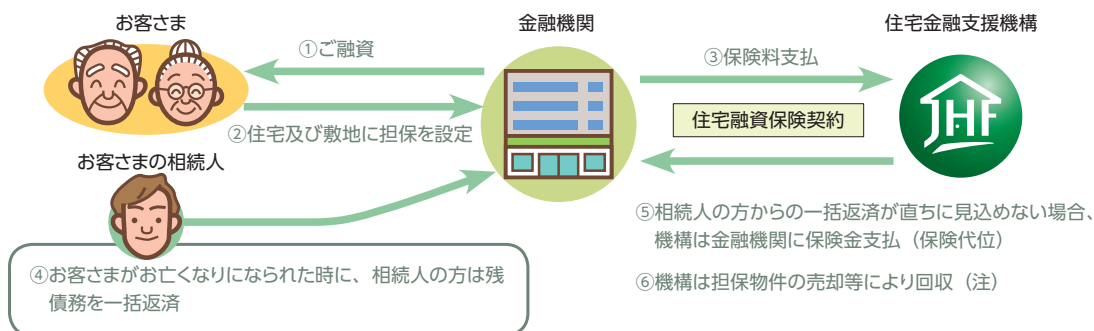 お客さま
金融機関
住宅金融支援機構
①ご融資
③保険料支払
②住宅及び敷地に担保を設定
住宅融資保険契約
JHF
お客さまの相続人
④お客さまがお亡くなりになられた時に、相続人の方は残
債務を一括返済
⑤相続人の方からの一括返済が直ちに見込めない場合、
機構は金融機関に保険金支払（保険代位）
⑥機構は担保物件の売却等により回収（注）